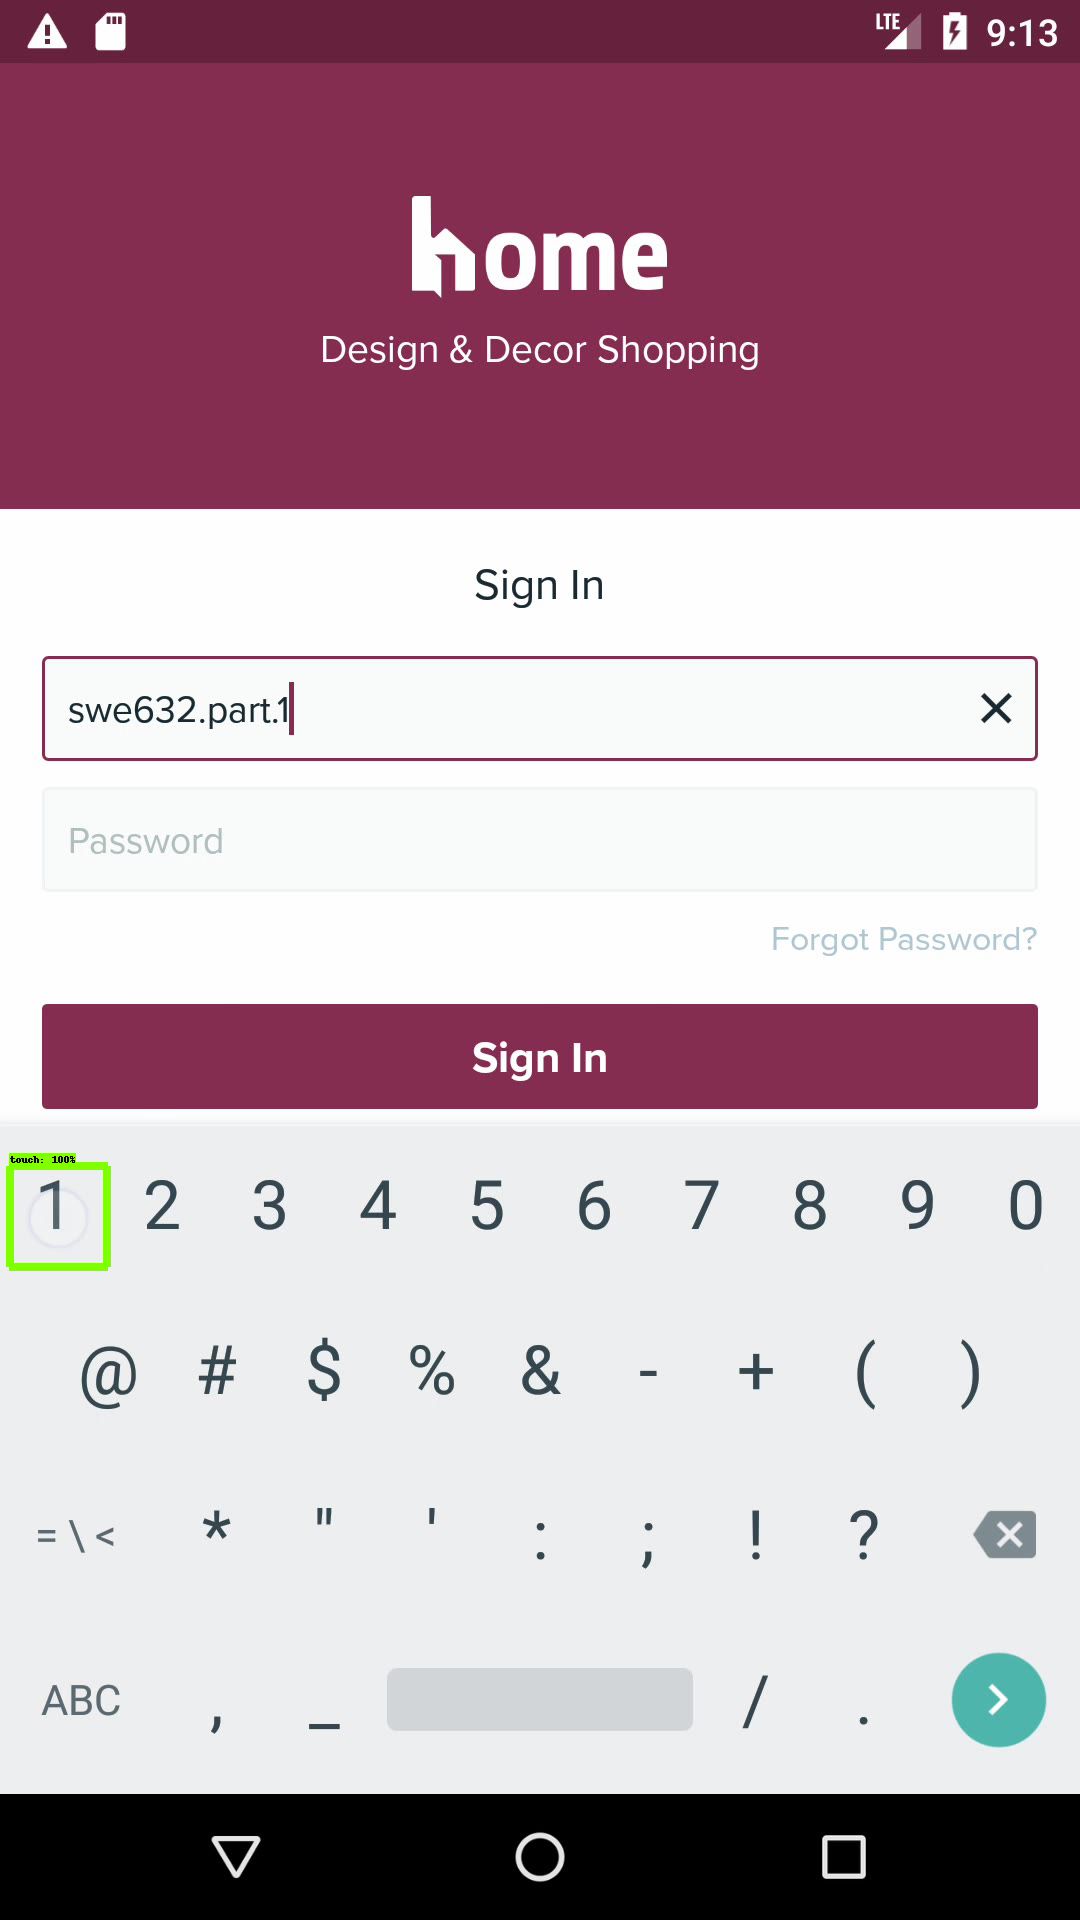 LTE 9:13
home
Design & Decor Shopping
Sign In
swe632.part.1
Password
Forgot Password?
Sign In
touch: 100%
1 2 3 4 5 6 7 8 9 0
@ # $ % & - + ( )
= \ < * " ' : ; ! ?
ABC , _ / .